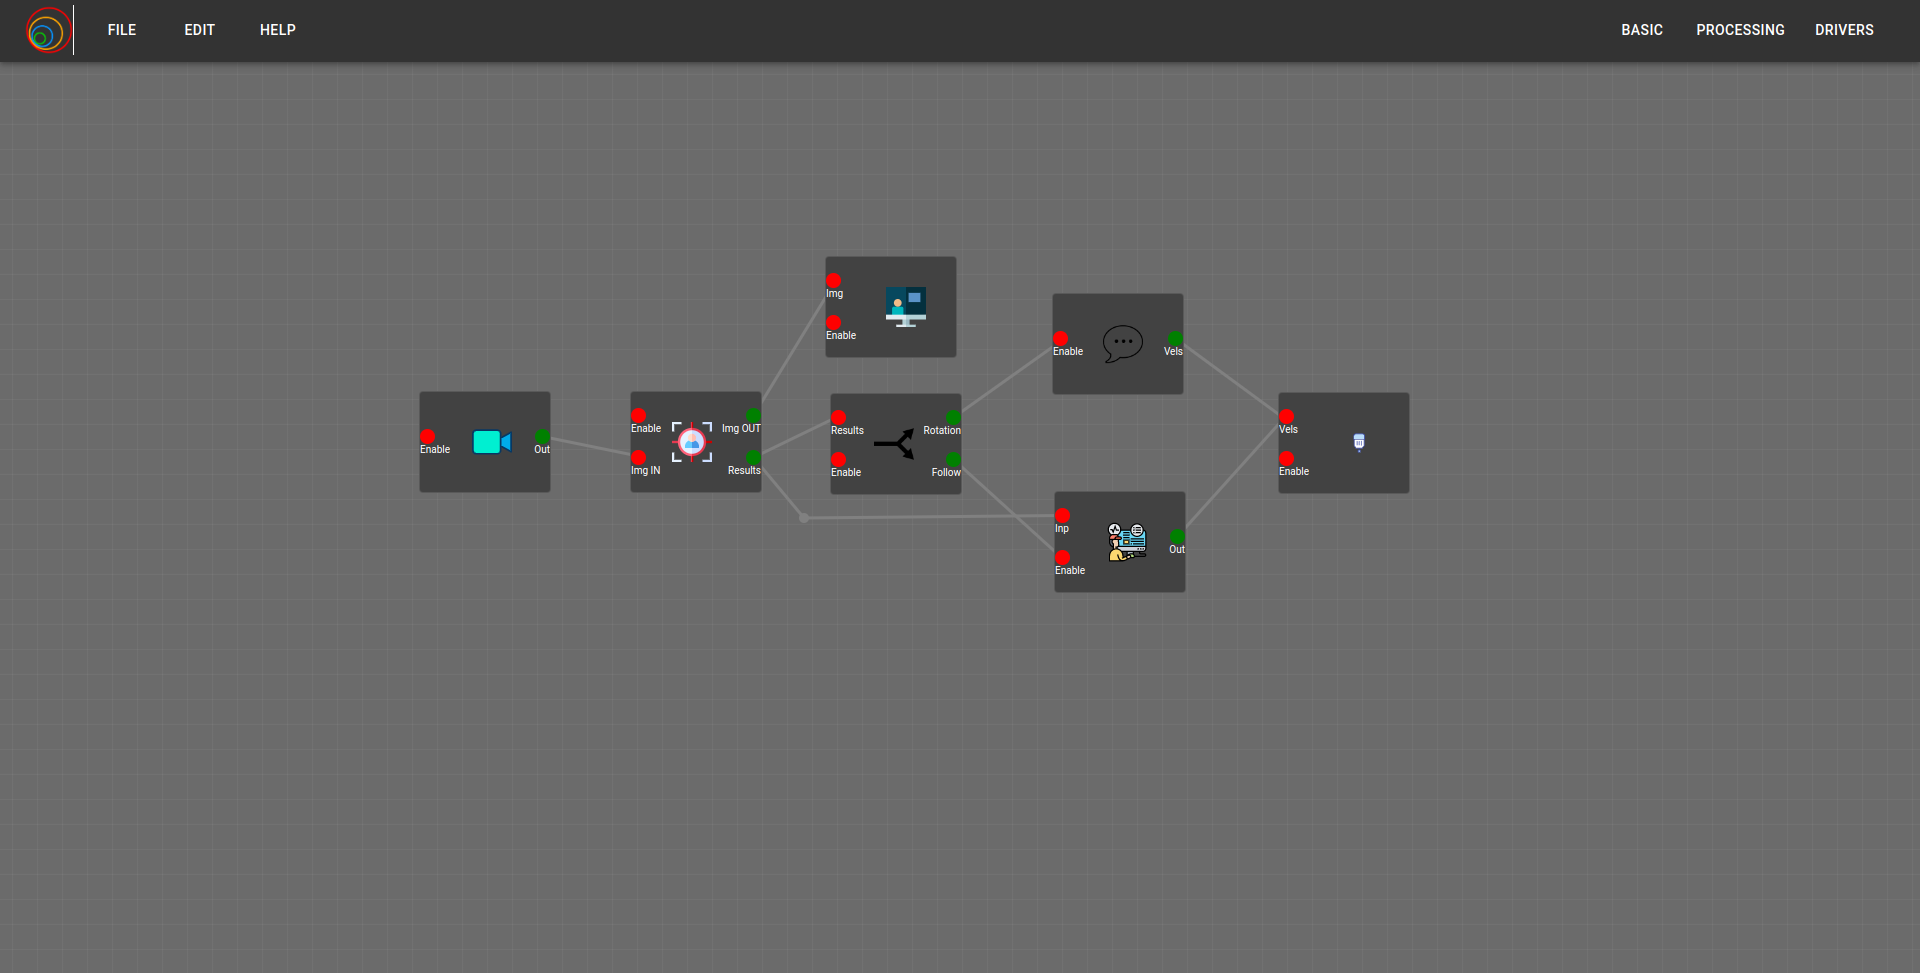 FILE EDIT HELP BASIC PROCESSING DRIVERS
Img
Enable
Enable
Vels
Enable
Out
Enable
Img OUT
Img IN
Results
Results
Rotation
Enable
Follow
Vels
Enable
Inp
Out
Enable